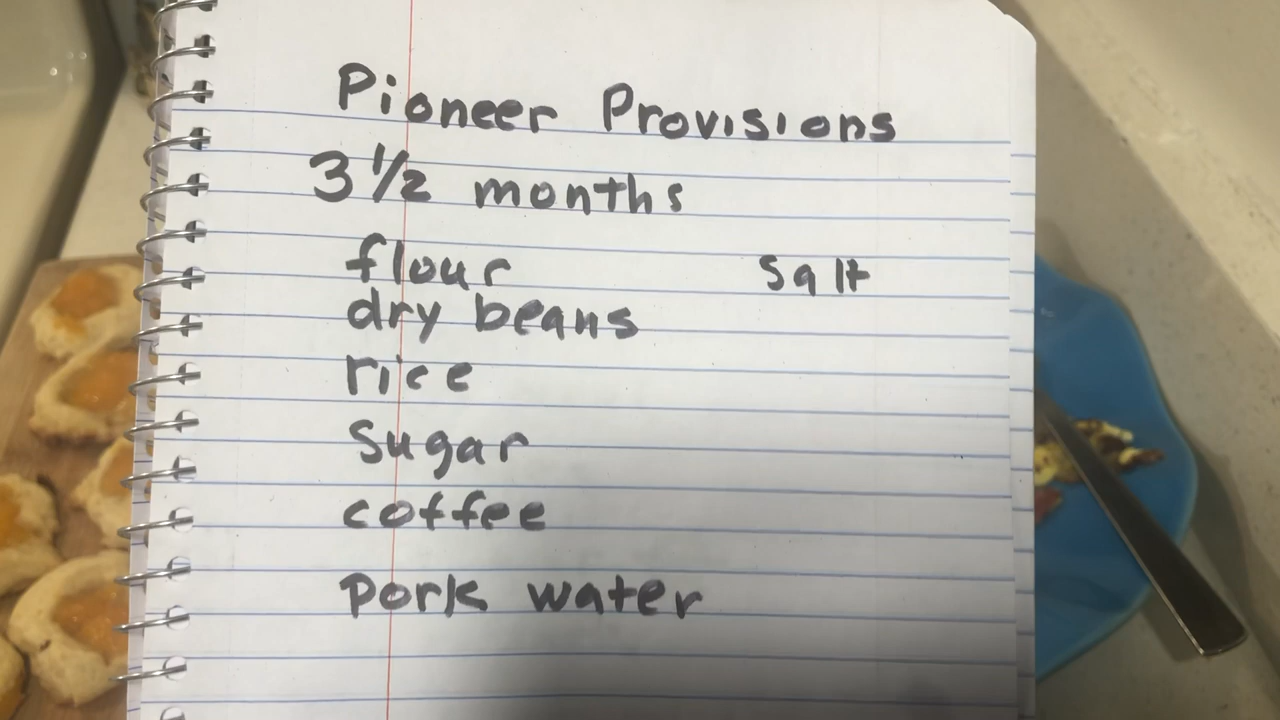 Pioneer Provisions
3 1/2 months
flour salt
dry beans
rice
sugar
coffee
pork water